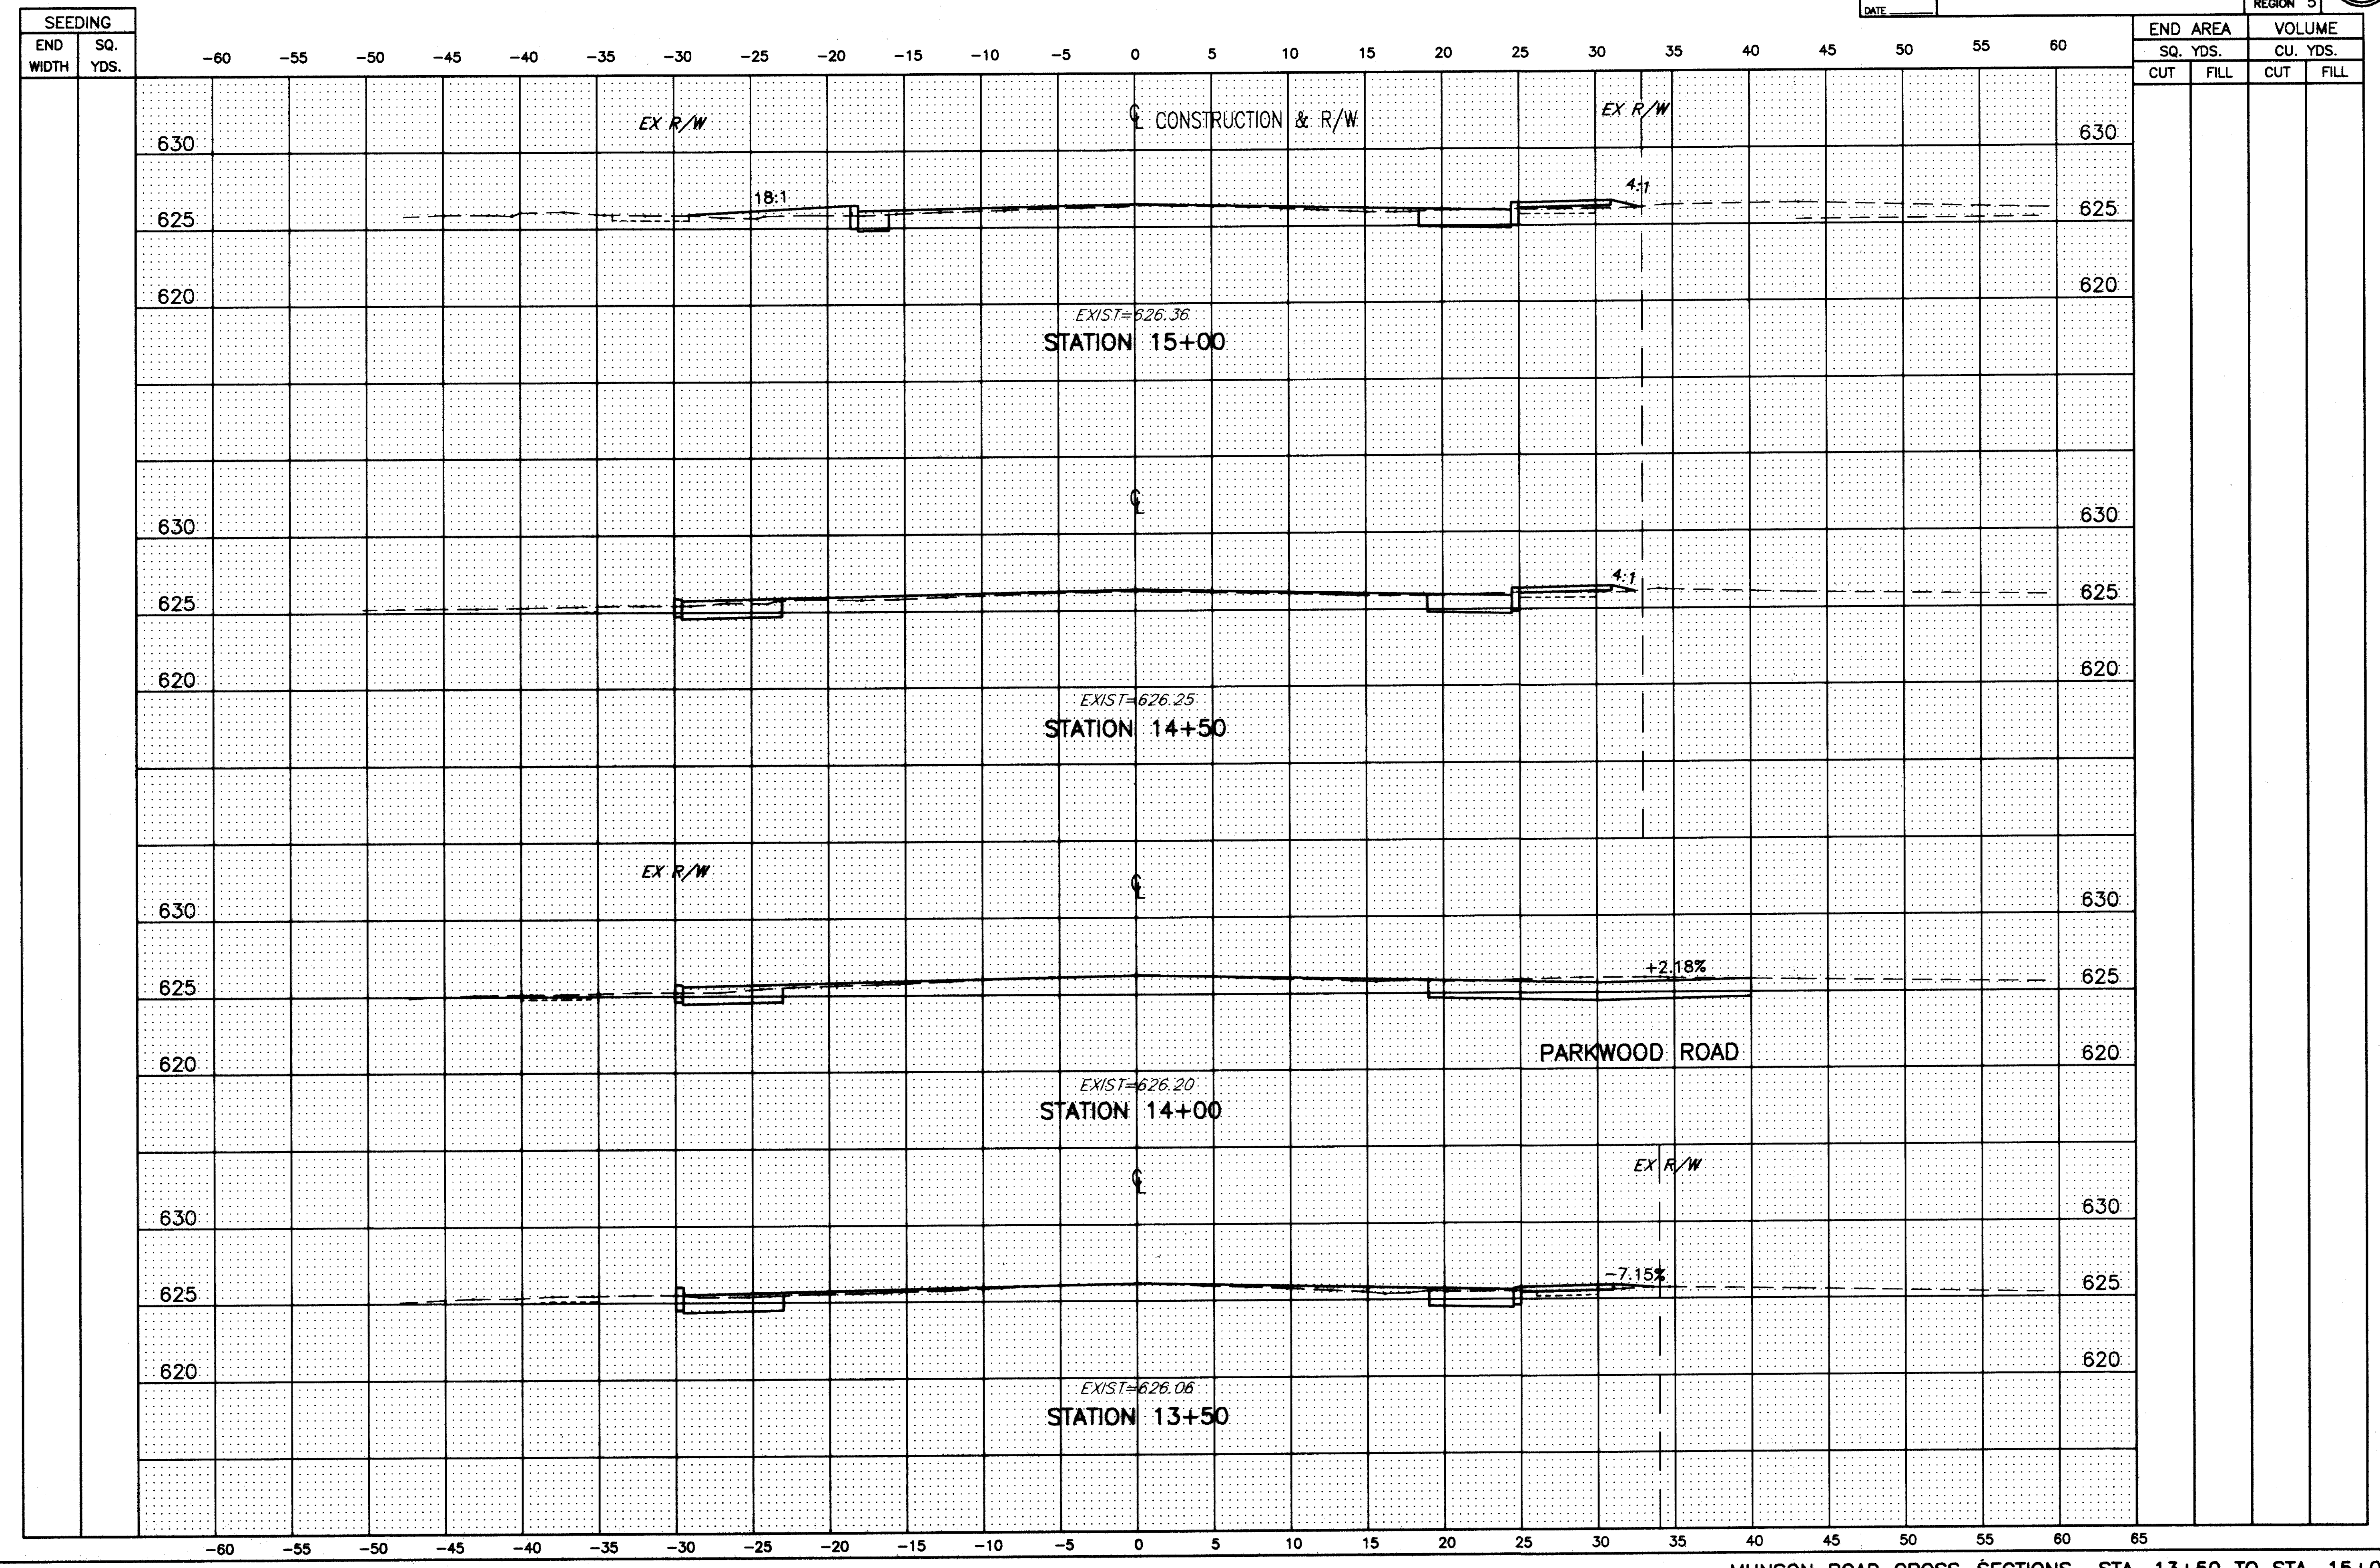 DATE
REGION 5
SEEDING
END WIDTH
SQ. YDS.
END AREA
VOLUME
SQ. YDS.
CU. YDS.
CUT FILL CUT FILL
-60 -55 -50 -45 -40 -35 -30 -25 -20 -15 -10 -5 0 5 10 15 20 25 30 35 40 45 50 55 60
EX R/W
CL CONSTRUCTION & R/W
EX R/W
630 630
18:1
4:1
625 625
620 620
EXIST=626.36
STATION 15+00
CL
630 630
4:1
625 625
620 620
EXIST=626.25
STATION 14+50
EX R/W
CL
630 630
+2.18%
625 625
PARKWOOD ROAD
620 620
EXIST=626.20
STATION 14+00
EX R/W
CL
630 630
-7.15%
625 625
620 620
EXIST=626.06
STATION 13+50
-60 -55 -50 -45 -40 -35 -30 -25 -20 -15 -10 -5 0 5 10 15 20 25 30 35 40 45 50 55 60 65